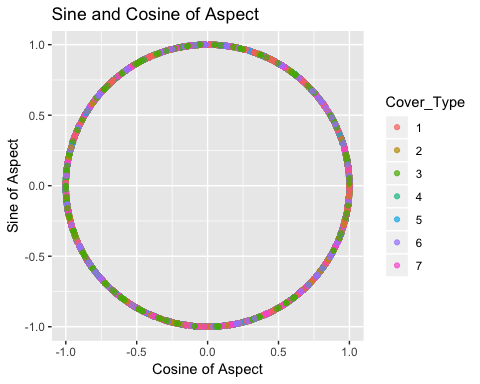 Sine and Cosine of Aspect
1.0
0.5
0.0
-0.5
-1.0
Sine of Aspect
-1.0 -0.5 0.0 0.5 1.0
Cosine of Aspect
Cover_Type
1
2
3
4
5
6
7